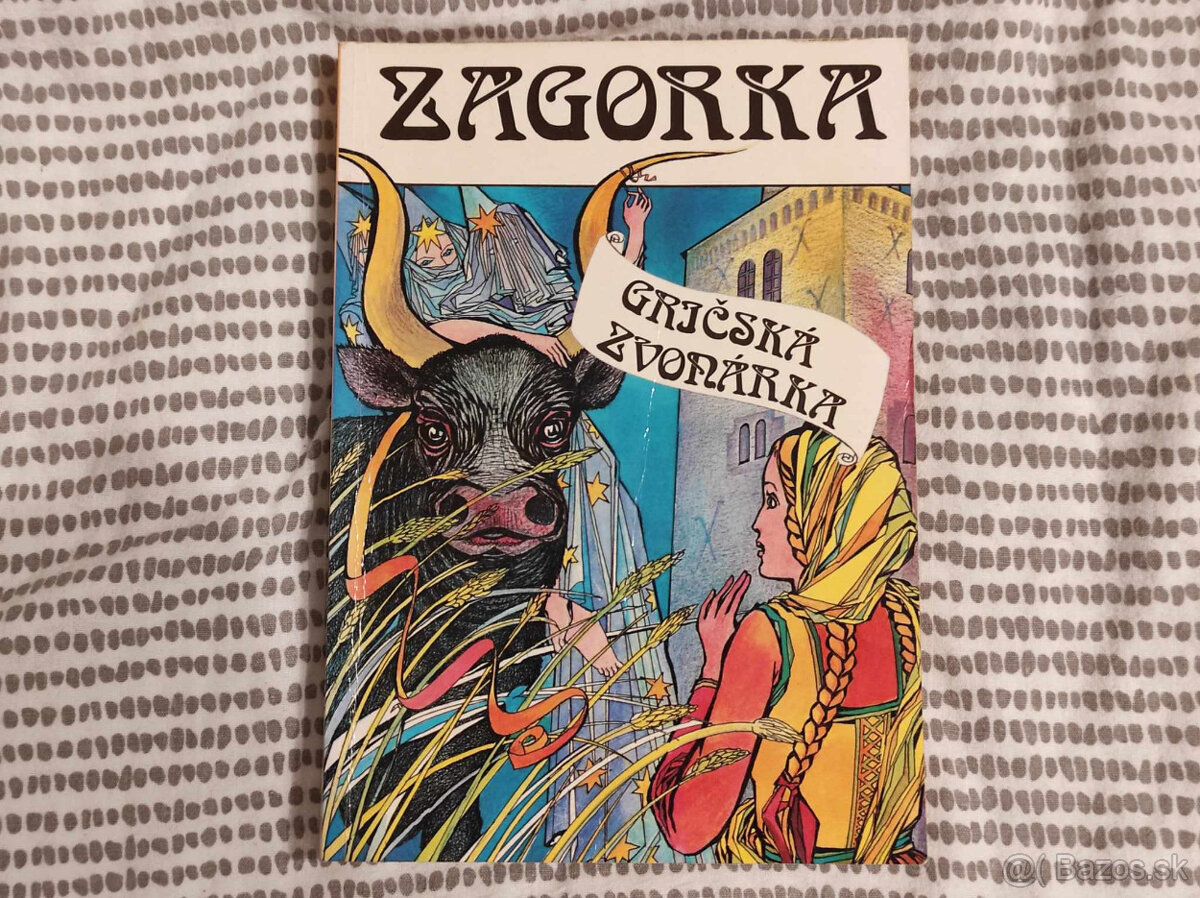 ZAGORKA
GRIČSKÁ
ZVONÁRKA
@( Bazos.sk